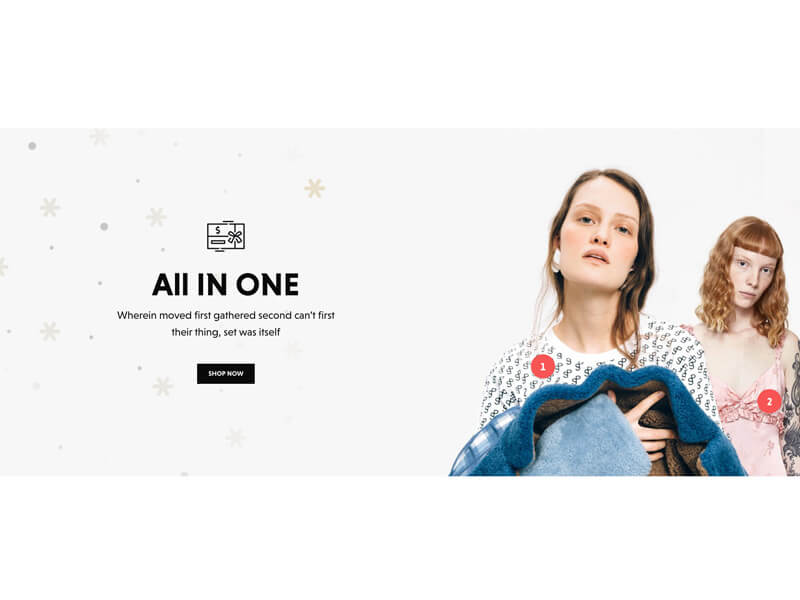 $
All IN ONE
Wherein moved first gathered second can't first
their thing, set was itself
SHOP NOW
1
2